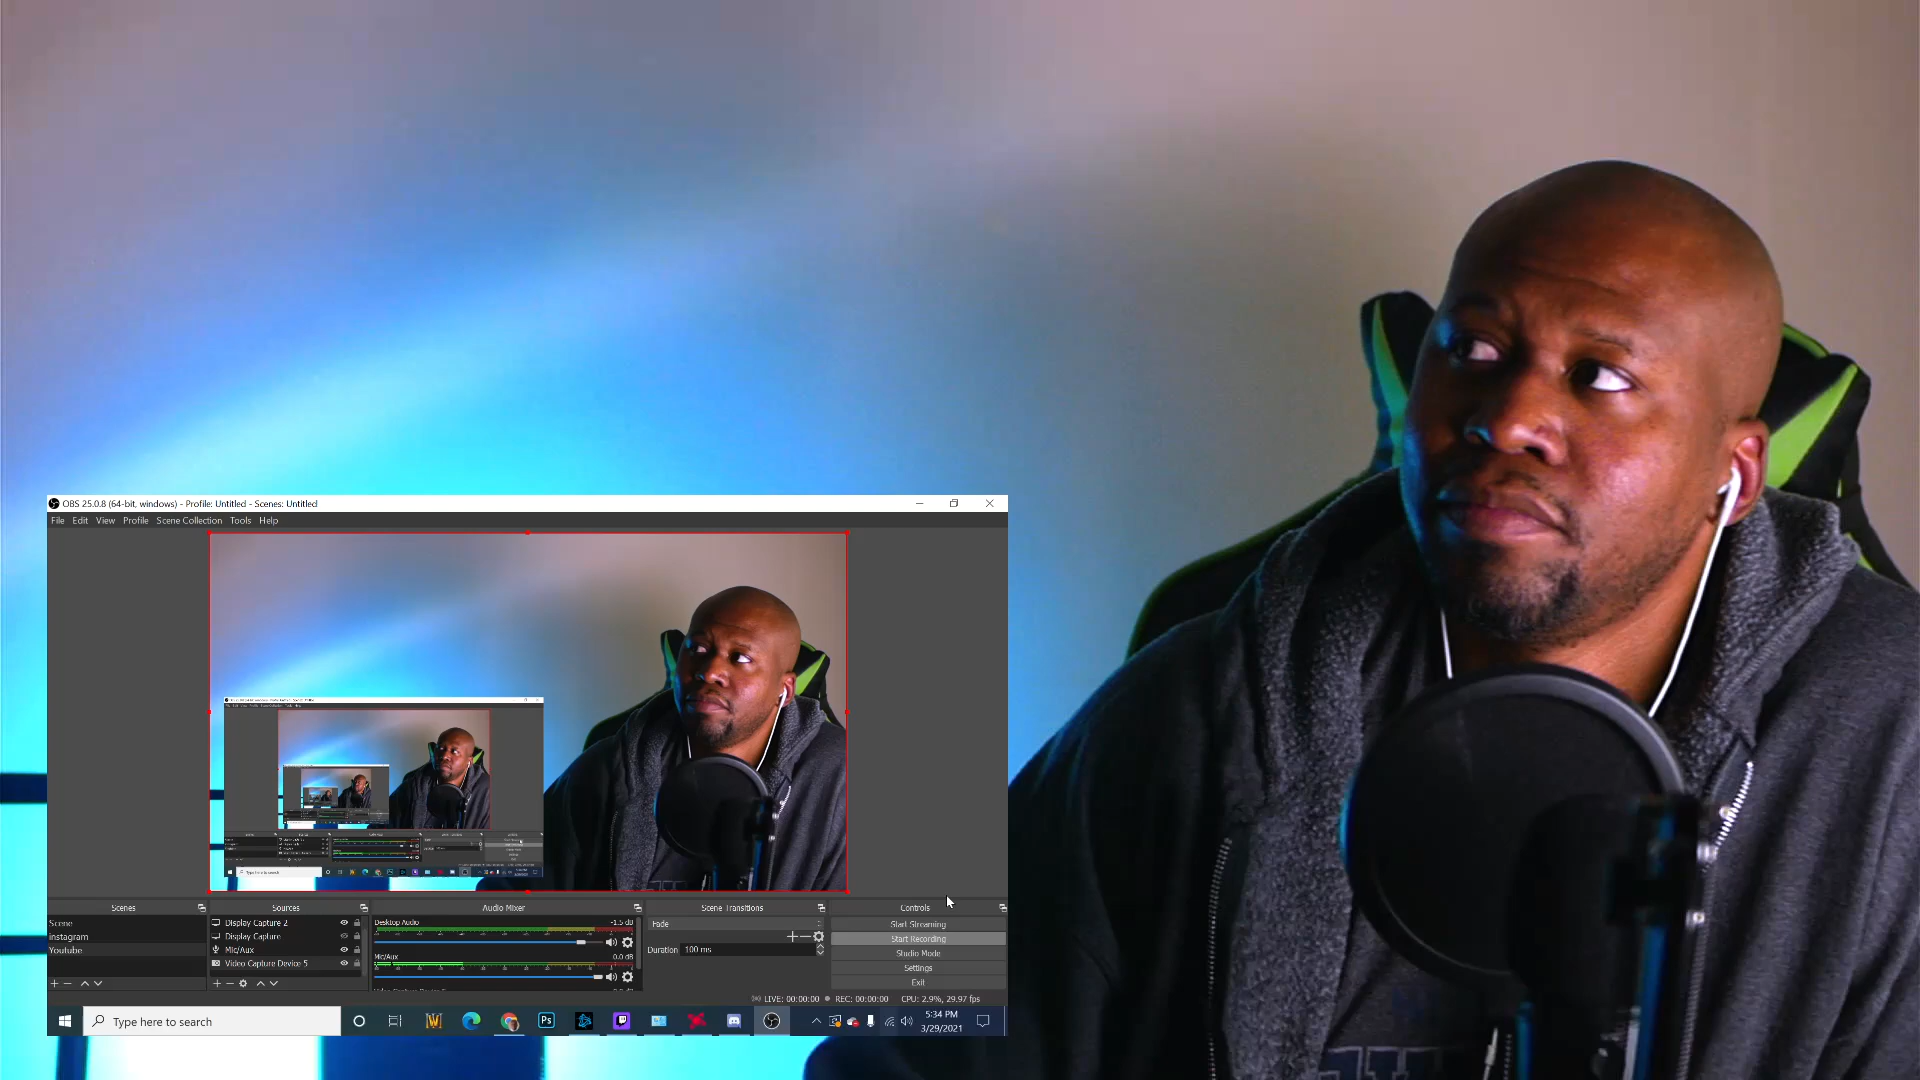 OBS 25.0.8 (64-bit, windows) - Profile: Untitled - Scenes: Untitled
File Edit View Profile Scene Collection Tools Help
Scenes Sources Audio Mixer Scene Transitions Controls
Scene
instagram
Youtube
Display Capture 2
Display Capture
Mic/Aux
Video Capture Device 5
Desktop Audio -1.5 dB
Mic/Aux 0.0 dB
Fade
Duration 100 ms
Start Streaming
Start Recording
Studio Mode
Settings
Exit
LIVE: 00:00:00 REC: 00:00:00 CPU: 2.9%, 29.97 fps
Type here to search
Ps
5:34 PM
3/29/2021